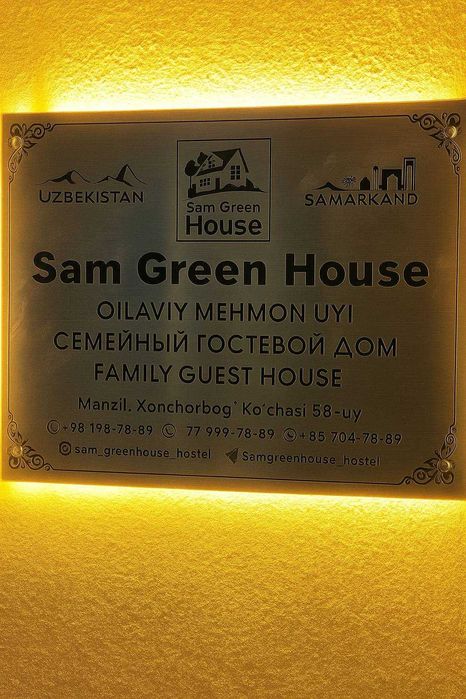 UZBEKISTAN
Sam Green
House
SAMARKAND
Sam Green House
OILAVIY MEHMON UYI
СЕМЕЙНЫЙ ГОСТЕВОЙ ДОМ
FAMILY GUEST HOUSE
Manzil. Xonchorbog' Ko'chasi 58-uy
+98 198-78-89 77 999-78-89 +85 704-78-89
sam_greenhouse_hostel Samgreenhouse_hostel